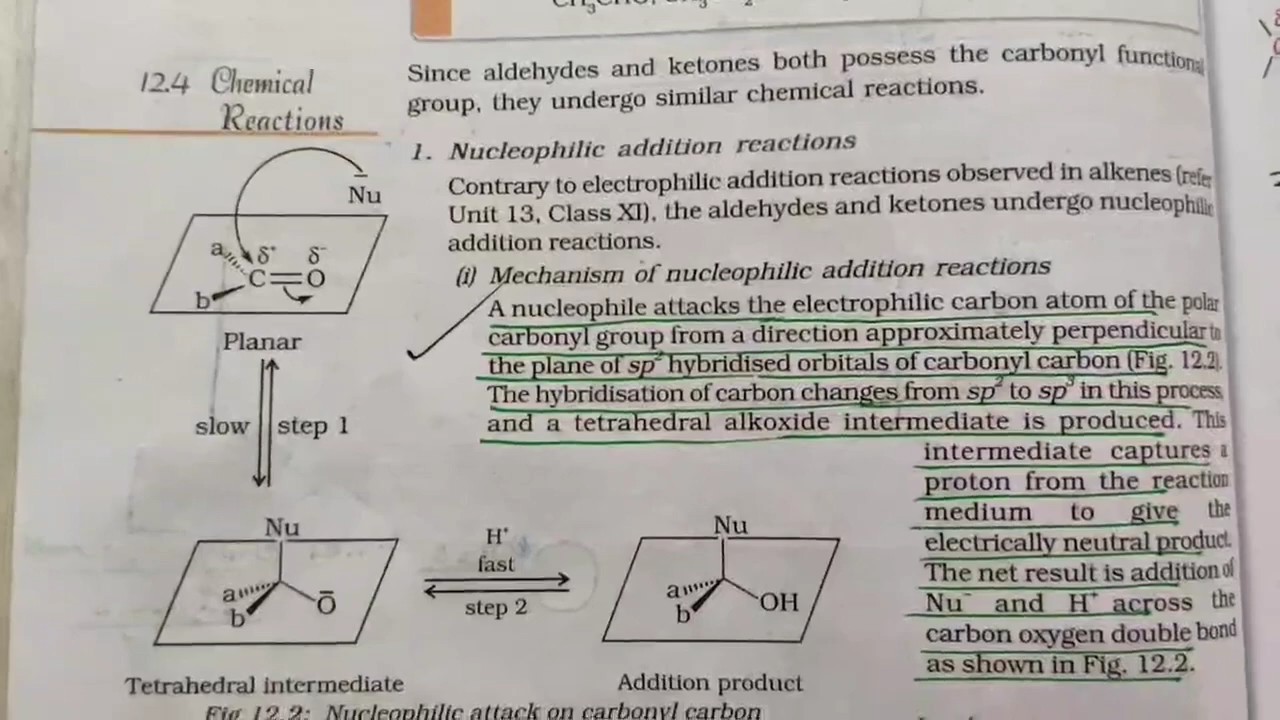 12.4 Chemical
Reactions
Since aldehydes and ketones both possess the carbonyl functional
group, they undergo similar chemical reactions.
1. Nucleophilic addition reactions
Contrary to electrophilic addition reactions observed in alkenes (refer
Unit 13, Class XI), the aldehydes and ketones undergo nucleophilic
addition reactions.
(i) Mechanism of nucleophilic addition reactions
A nucleophile attacks the electrophilic carbon atom of the polar
carbonyl group from a direction approximately perpendicular to
the plane of sp² hybridised orbitals of carbonyl carbon (Fig. 12.2).
The hybridisation of carbon changes from sp² to sp³ in this process,
and a tetrahedral alkoxide intermediate is produced. This
intermediate captures a
proton from the reaction
medium to give the
electrically neutral product.
The net result is addition of
Nu⁻ and H⁺ across the
carbon oxygen double bond
as shown in Fig. 12.2.
N̄u
a δ⁺ δ⁻
C=O
b
Planar
slow step 1
Nu
a
b Ō
Tetrahedral intermediate
H⁺
fast
step 2
Nu
a
b OH
Addition product
Fig 12.2: Nucleophilic attack on carbonyl carbon